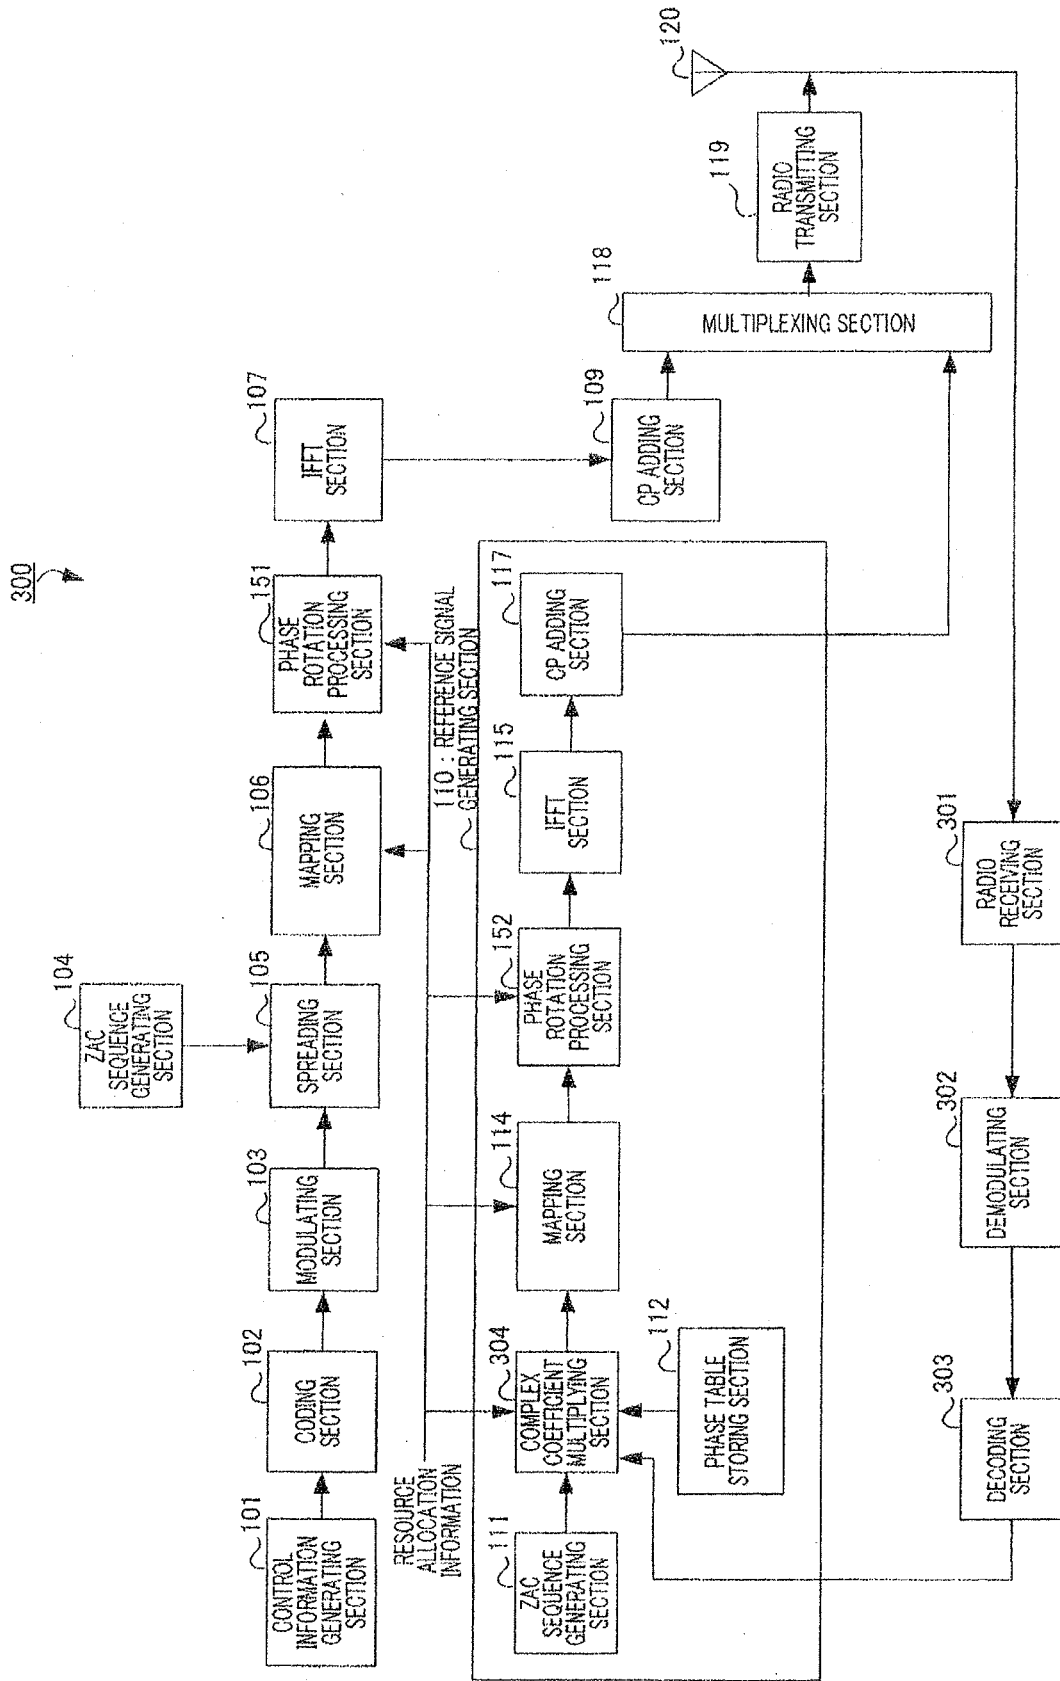 300
101
CONTROL
INFORMATION
GENERATING
SECTION
102
CODING
SECTION
103
MODULATING
SECTION
104
ZAC
SEQUENCE
GENERATING
SECTION
105
SPREADING
SECTION
106
MAPPING
SECTION
151
PHASE
ROTATION
PROCESSING
SECTION
107
IFFT
SECTION
109
CP ADDING
SECTION
118
MULTIPLEXING SECTION
119
RADIO
TRANSMITTING
SECTION
120
RESOURCE
ALLOCATION
INFORMATION
110 : REFERENCE SIGNAL
GENERATING SECTION
111
ZAC
SEQUENCE
GENERATING
SECTION
304
COMPLEX
COEFFICIENT
MULTIPLYING
SECTION
112
PHASE TABLE
STORING SECTION
114
MAPPING
SECTION
152
PHASE
ROTATION
PROCESSING
SECTION
115
IFFT
SECTION
117
CP ADDING
SECTION
303
DECODING
SECTION
302
DEMODULATING
SECTION
301
RADIO
RECEIVING
SECTION